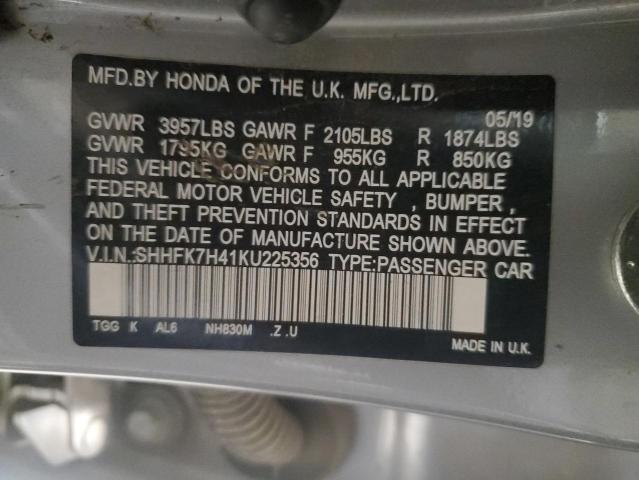 MFD.BY HONDA OF THE U.K. MFG.,LTD.
05/19
GVWR 3957LBS GAWR F 2105LBS R 1874LBS
GVWR 1795KG GAWR F 955KG R 850KG
THIS VEHICLE CONFORMS TO ALL APPLICABLE
FEDERAL MOTOR VEHICLE SAFETY , BUMPER ,
AND THEFT PREVENTION STANDARDS IN EFFECT
ON THE DATE OF MANUFACTURE SHOWN ABOVE.
V.I.N.:SHHFK7H41KU225356 TYPE:PASSENGER CAR
TGG K AL6 NH830M .Z .U
MADE IN U.K.